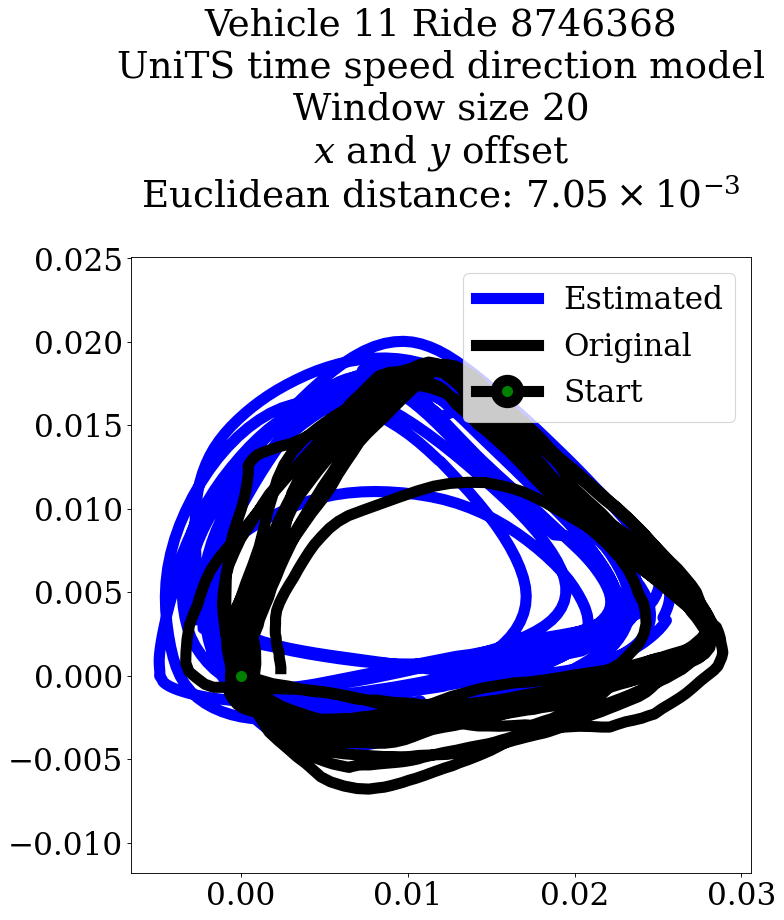 Vehicle 11 Ride 8746368
UniTS time speed direction model
Window size 20
x and y offset
Euclidean distance: 7.05 × 10⁻³
0.025
Estimated
0.020
Original
Start
0.015
0.010
0.005
0.000
−0.005
−0.010
0.00 0.01 0.02 0.03